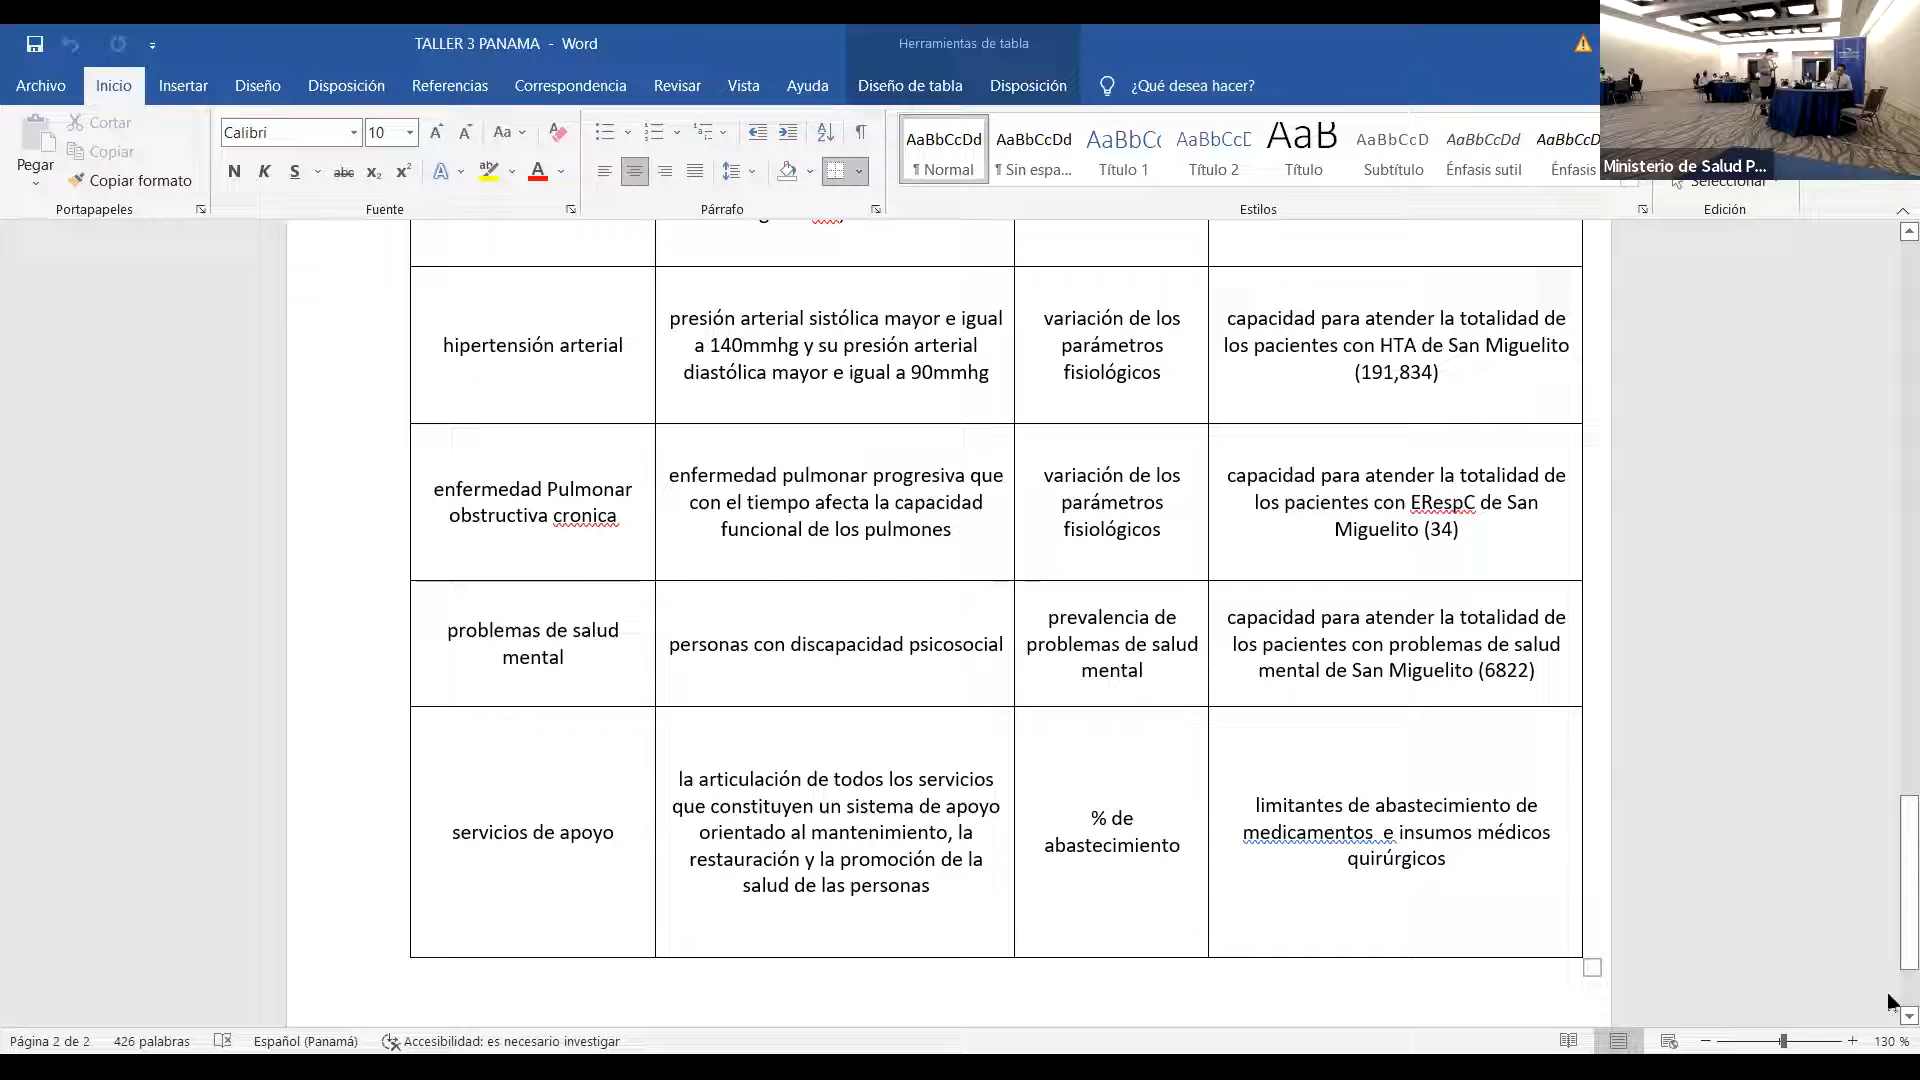 TALLER 3 PANAMA - Word
Herramientas de tabla
Archivo Inicio Insertar Diseño Disposición Referencias Correspondencia Revisar Vista Ayuda Diseño de tabla Disposición ¿Qué desea hacer?
Pegar
Cortar
Copiar
Copiar formato
Portapapeles
Calibri 10
Aa
N K S abc x₂ x² A A
Fuente
Párrafo
AaBbCcDd AaBbCcDd AaBbCc AaBbCcD AaB AaBbCcD AaBbCcDd AaBbCcD
¶ Normal ¶ Sin espa... Título 1 Título 2 Título Subtítulo Énfasis sutil Énfasis
Estilos
Seleccionar
Edición
Ministerio de Salud P...
hipertensión arterial
presión arterial sistólica mayor e igual
a 140mmhg y su presión arterial
diastólica mayor e igual a 90mmhg
variación de los
parámetros
fisiológicos
capacidad para atender la totalidad de
los pacientes con HTA de San Miguelito
(191,834)
enfermedad Pulmonar
obstructiva cronica
enfermedad pulmonar progresiva que
con el tiempo afecta la capacidad
funcional de los pulmones
variación de los
parámetros
fisiológicos
capacidad para atender la totalidad de
los pacientes con ERespC de San
Miguelito (34)
problemas de salud
mental
personas con discapacidad psicosocial
prevalencia de
problemas de salud
mental
capacidad para atender la totalidad de
los pacientes con problemas de salud
mental de San Miguelito (6822)
servicios de apoyo
la articulación de todos los servicios
que constituyen un sistema de apoyo
orientado al mantenimiento, la
restauración y la promoción de la
salud de las personas
% de
abastecimiento
limitantes de abastecimiento de
medicamentos e insumos médicos
quirúrgicos
Página 2 de 2 426 palabras Español (Panamá) Accesibilidad: es necesario investigar 130 %